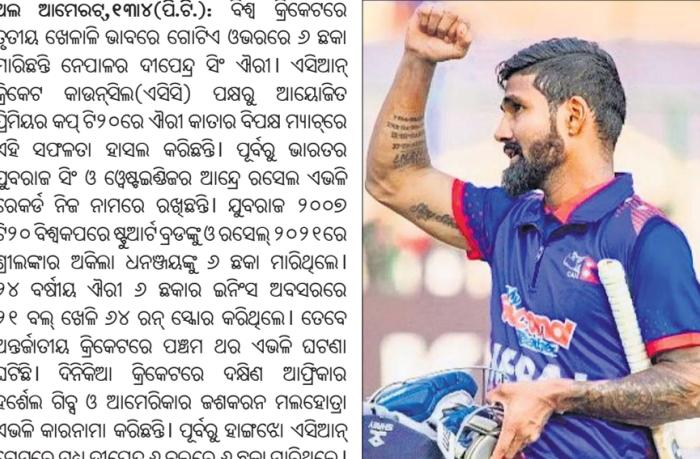 ଅଲ ଆମେରଟ,୧୩ା୪(ପି.ଟି.): ବିଶ୍ୱ କ୍ରିକେଟରେ
ତୃତୀୟ ଖେଳାଳି ଭାବରେ ଗୋଟିଏ ଓଭରରେ ୬ ଛକା
ମାରିଛନ୍ତି ନେପାଳର ଦୀପେନ୍ଦ୍ର ସିଂ ଐରୀ। ଏସିଆନ୍
କ୍ରିକେଟ କାଉନ୍‌ସିଲ(ଏସିସି) ପକ୍ଷରୁ ଆୟୋଜିତ
ପ୍ରିମିୟର କପ୍ ଟି୨୦ରେ ଐରୀ କାତାର ବିପକ୍ଷ ମ୍ୟାଚ୍‌ରେ
ଏହି ସଫଳତା ହାସଲ କରିଛନ୍ତି। ପୂର୍ବରୁ ଭାରତର
ଯୁବରାଜ ସିଂ ଓ ୱେଷ୍ଟଇଣ୍ଡିଜର ଆନ୍ଦ୍ରେ ରସେଲ ଏଭଳି
ରେକର୍ଡ ନିଜ ନାମରେ ରଖିଛନ୍ତି। ଯୁବରାଜ ୨୦୦୭
ଟି୨୦ ବିଶ୍ୱକପରେ ଷ୍ଟୁଆର୍ଟ ବ୍ରଡଙ୍କୁ ଓ ରସେଲ୍ ୨୦୨୧ରେ
ଶ୍ରୀଲଙ୍କାର ଅକିଲା ଧନଞ୍ଜୟଙ୍କୁ ୬ ଛକା ମାରିଥିଲେ।
୨୪ ବର୍ଷୀୟ ଐରୀ ୬ ଛକାର ଇନିଂସ ଅବସରରେ
୨୧ ବଲ୍ ଖେଳି ୬୪ ରନ୍ ସ୍କୋର କରିଥିଲେ। ତେବେ
ଅନ୍ତର୍ଜାତୀୟ କ୍ରିକେଟରେ ପଞ୍ଚମ ଥର ଏଭଳି ଘଟଣା
ଘଟିଛି। ଦିନିକିଆ କ୍ରିକେଟରେ ଦକ୍ଷିଣ ଆଫ୍ରିକାର
ହର୍ଶେଲ ଗିବ୍ସ ଓ ଆମେରିକାର ଜଶକରନ ମଲହୋତ୍ରା
ଏଭଳି କାରନାମା କରିଛନ୍ତି। ପୂର୍ବରୁ ହାଙ୍ଗଝୋ ଏସିଆନ୍
CAN
Second
NEPAL
SHREY